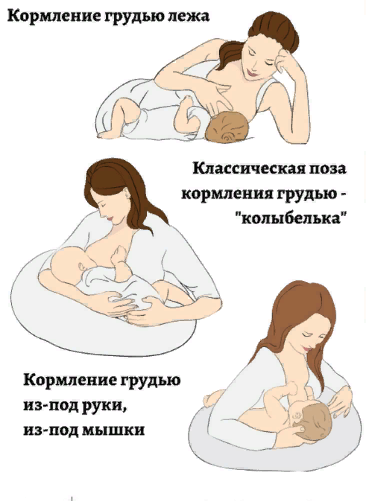 Кормление грудью лежа
Классическая поза
кормления грудью -
"колыбелька"
Кормление грудью
из-под руки,
из-под мышки